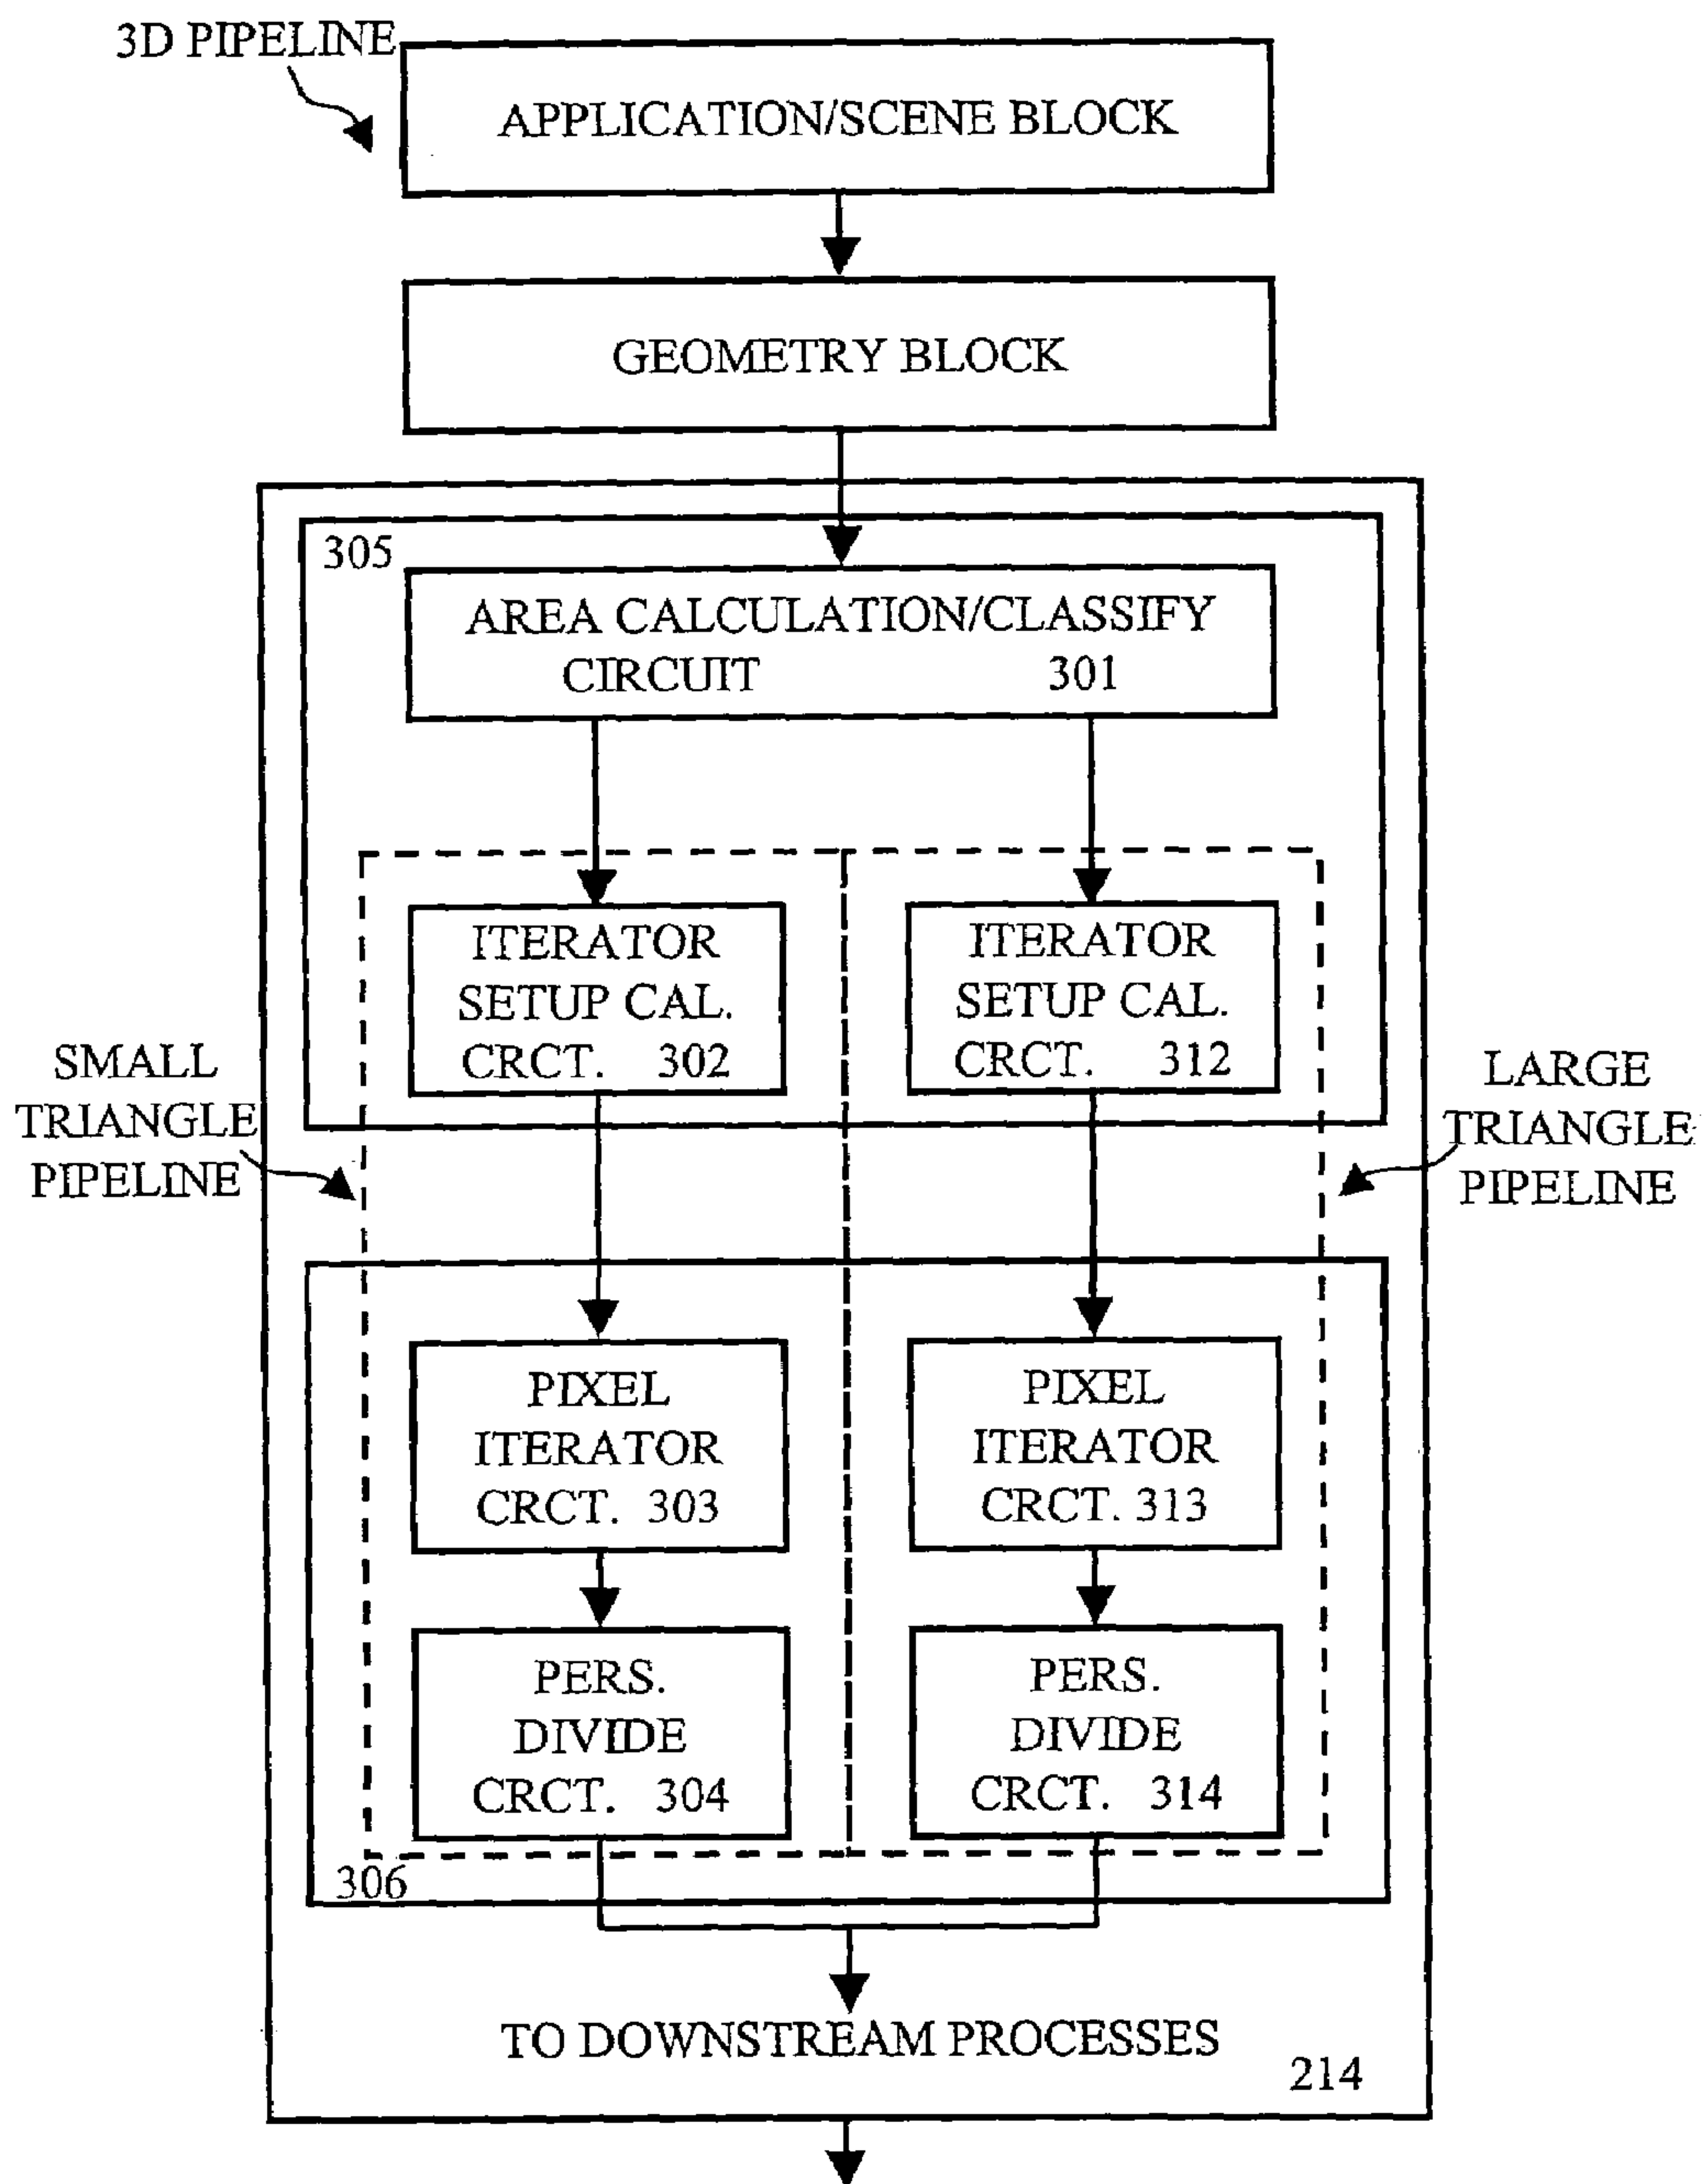 3D PIPELINE
APPLICATION/SCENE BLOCK
GEOMETRY BLOCK
305
AREA CALCULATION/CLASSIFY
CIRCUIT 301
ITERATOR
SETUP CAL.
CRCT. 302
ITERATOR
SETUP CAL.
CRCT. 312
SMALL
TRIANGLE
PIPELINE
LARGE
TRIANGLE
PIPELINE
PIXEL
ITERATOR
CRCT. 303
PIXEL
ITERATOR
CRCT. 313
PERS.
DIVIDE
CRCT. 304
PERS.
DIVIDE
CRCT. 314
306
TO DOWNSTREAM PROCESSES
214